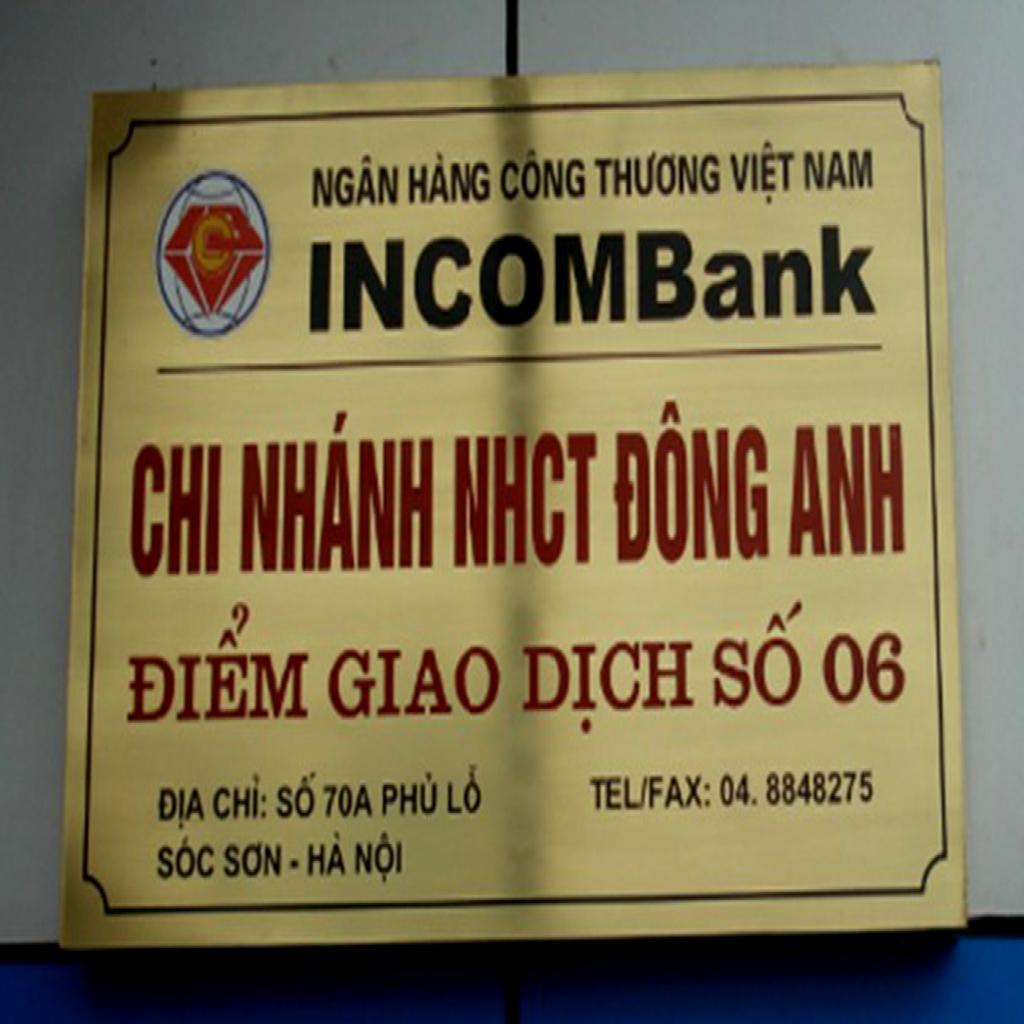 NGÂN HÀNG CÔNG THƯƠNG VIỆT NAM
INCOMBank
CHI NHÁNH NHCT ĐÔNG ANH
ĐIỂM GIAO DỊCH SỐ 06
ĐỊA CHỈ: SỐ 70A PHỦ LỖ
SÓC SƠN - HÀ NỘI
TEL/FAX: 04. 8848275